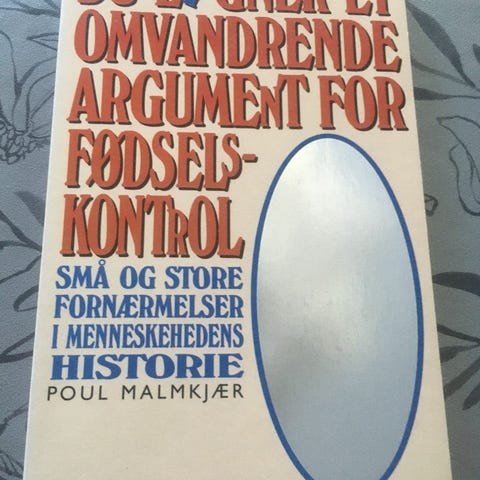 OMVANDRENDE
ARGUMENT FOR
FØDSELS-
KONTROL
SMÅ OG STORE
FORNÆRMELSER
I MENNESKEHEDENS
HISTORIE
POUL MALMKJÆR